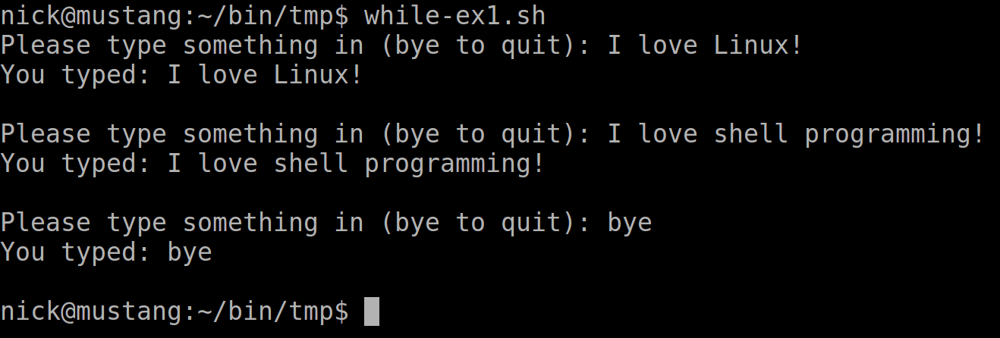 nick@mustang:~/bin/tmp$ while-ex1.sh
Please type something in (bye to quit): I love Linux!
You typed: I love Linux!
Please type something in (bye to quit): I love shell programming!
You typed: I love shell programming!
Please type something in (bye to quit): bye
You typed: bye
nick@mustang:~/bin/tmp$